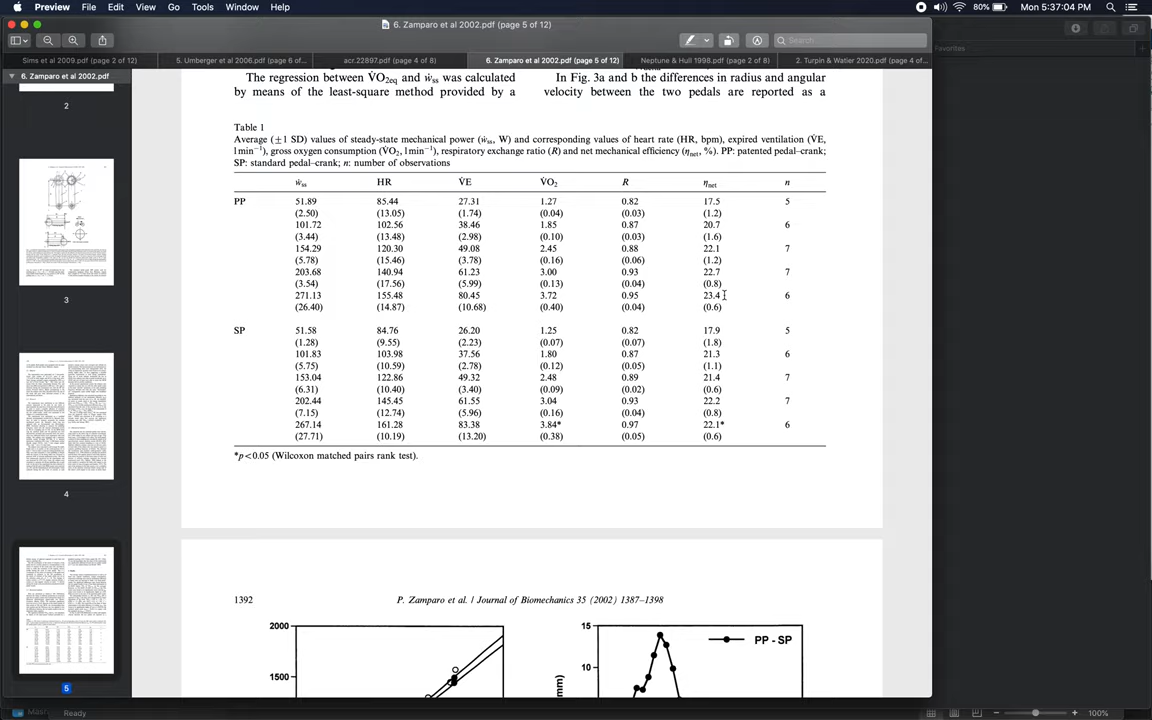 Preview File Edit View Go Tools Window Help 80% Mon 5:37:04 PM
6. Zamparo et al 2002.pdf (page 5 of 12)
Search
Sims et al 2009.pdf (page 2 of 12) 5. Umberger et al 2006.pdf (page 6 of... acr.22897.pdf (page 4 of 8) 6. Zamparo et al 2002.pdf (page 5 of 12) Neptune & Hull 1998.pdf (page 2 of 8) 2. Turpin & Watier 2020.pdf (page 4 of...
Favorites
6. Zamparo et al 2002.pdf
2
3
4
5
The regression between V̇O2eq and ẇss was calculated
by means of the least-square method provided by a
In Fig. 3a and b the differences in radius and angular
velocity between the two pedals are reported as a
Table 1
Average (±1 SD) values of steady-state mechanical power (ẇss, W) and corresponding values of heart rate (HR, bpm), expired ventilation (V̇E,
l min−1), gross oxygen consumption (V̇O2, l min−1), respiratory exchange ratio (R) and net mechanical efficiency (ηnet, %). PP: patented pedal–crank;
SP: standard pedal–crank; n: number of observations
ẇss HR V̇E V̇O2 R ηnet n
PP 51.89 85.44 27.31 1.27 0.82 17.5 5
(2.50) (13.05) (1.74) (0.04) (0.03) (1.2)
101.72 102.56 38.46 1.85 0.87 20.7 6
(3.44) (13.48) (2.98) (0.10) (0.03) (1.6)
154.29 120.30 49.08 2.45 0.88 22.1 7
(5.78) (15.46) (3.78) (0.16) (0.06) (1.2)
203.68 140.94 61.23 3.00 0.93 22.7 7
(3.54) (17.56) (5.99) (0.13) (0.04) (0.8)
271.13 155.48 80.45 3.72 0.95 23.4 6
(26.40) (14.87) (10.68) (0.40) (0.04) (0.6)
SP 51.58 84.76 26.20 1.25 0.82 17.9 5
(1.28) (9.55) (2.23) (0.07) (0.07) (1.8)
101.83 103.98 37.56 1.80 0.87 21.3 6
(5.75) (10.59) (2.78) (0.12) (0.05) (1.1)
153.04 122.86 49.32 2.48 0.89 21.4 7
(6.31) (10.40) (3.40) (0.09) (0.02) (0.6)
202.44 145.45 61.55 3.04 0.93 22.2 7
(7.15) (12.74) (5.96) (0.16) (0.04) (0.8)
267.14 161.28 83.38 3.84* 0.97 22.1* 6
(27.71) (10.19) (13.20) (0.38) (0.05) (0.6)
*p<0.05 (Wilcoxon matched pairs rank test).
1392 P. Zamparo et al. / Journal of Biomechanics 35 (2002) 1387–1398
2000
1500
15
10
mm)
PP - SP
Ready 100%